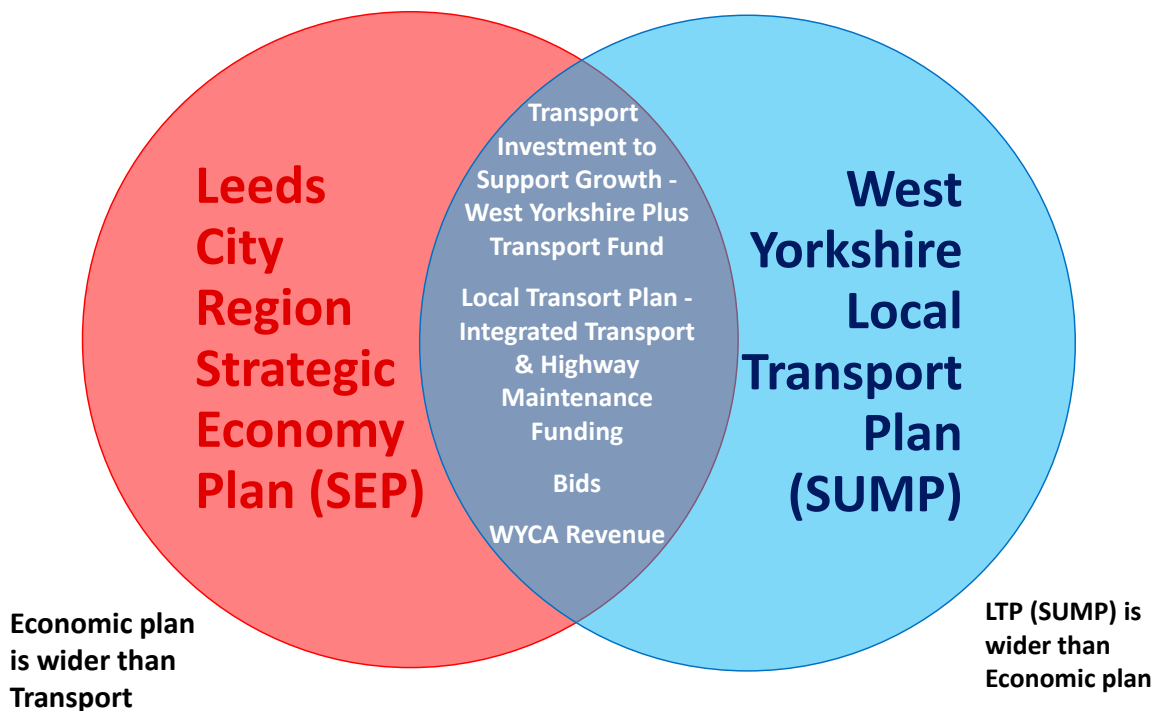 Leeds
City
Region
Strategic
Economy
Plan (SEP)
Transport
Investment to
Support Growth -
West Yorkshire Plus
Transport Fund
Local Transort Plan -
Integrated Transport
& Highway
Maintenance
Funding
Bids
WYCA Revenue
West
Yorkshire
Local
Transport
Plan
(SUMP)
Economic plan
is wider than
Transport
LTP (SUMP) is
wider than
Economic plan